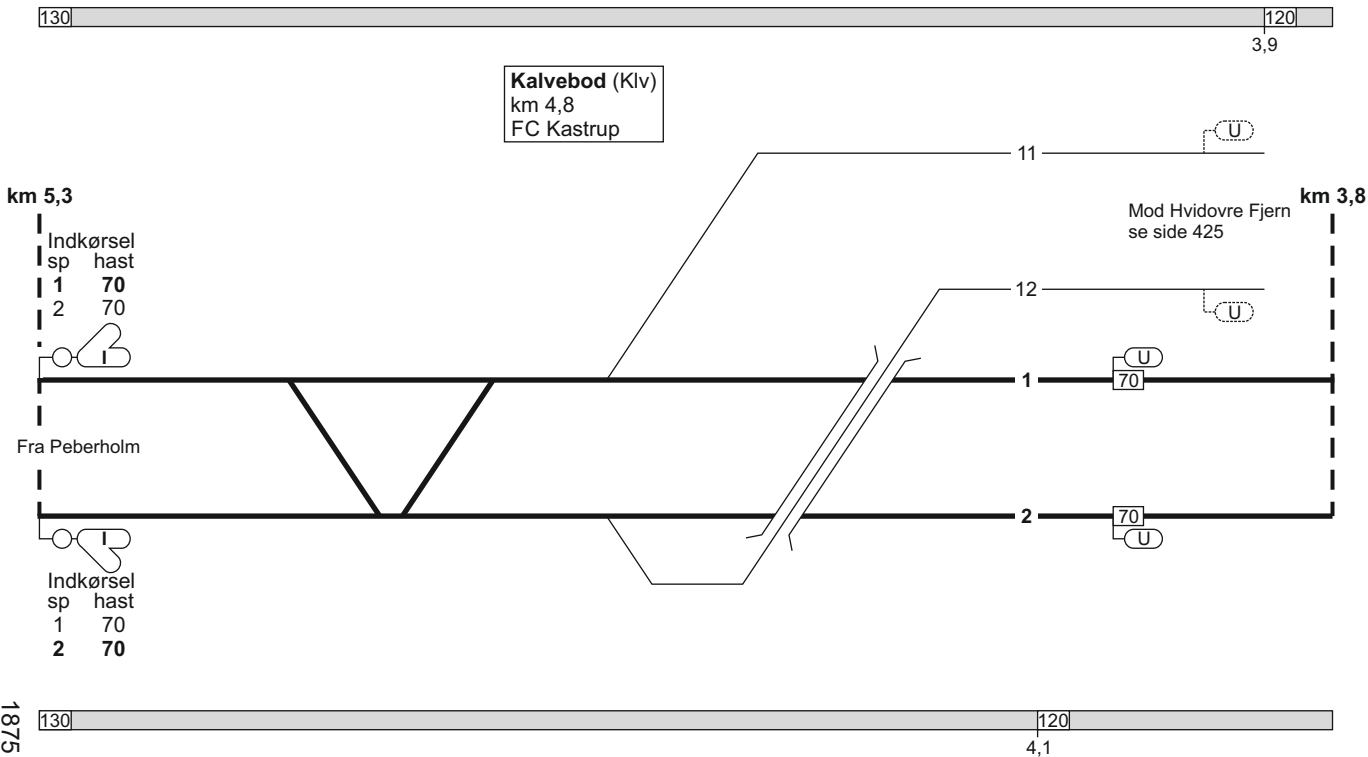 130
120
3,9
Kalvebod (Klv)
km 4,8
FC Kastrup
U
11
km 5,3
km 3,8
Mod Hvidovre Fjern
se side 425
Indkørsel
sp hast
1 70
2 70
12
U
I
U
1
70
Fra Peberholm
2
70
I
U
Indkørsel
sp hast
1 70
2 70
1875
130
120
4,1